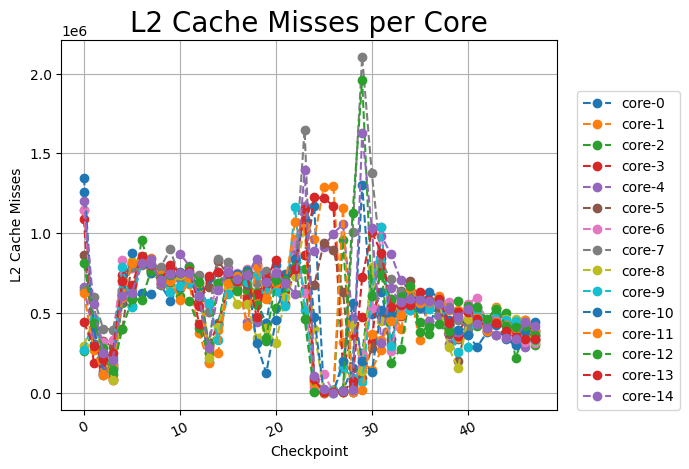 L2 Cache Misses per Core
1e6
2.0
1.5
1.0
0.5
0.0
L2 Cache Misses
0
10
20
30
40
Checkpoint
core-0
core-1
core-2
core-3
core-4
core-5
core-6
core-7
core-8
core-9
core-10
core-11
core-12
core-13
core-14